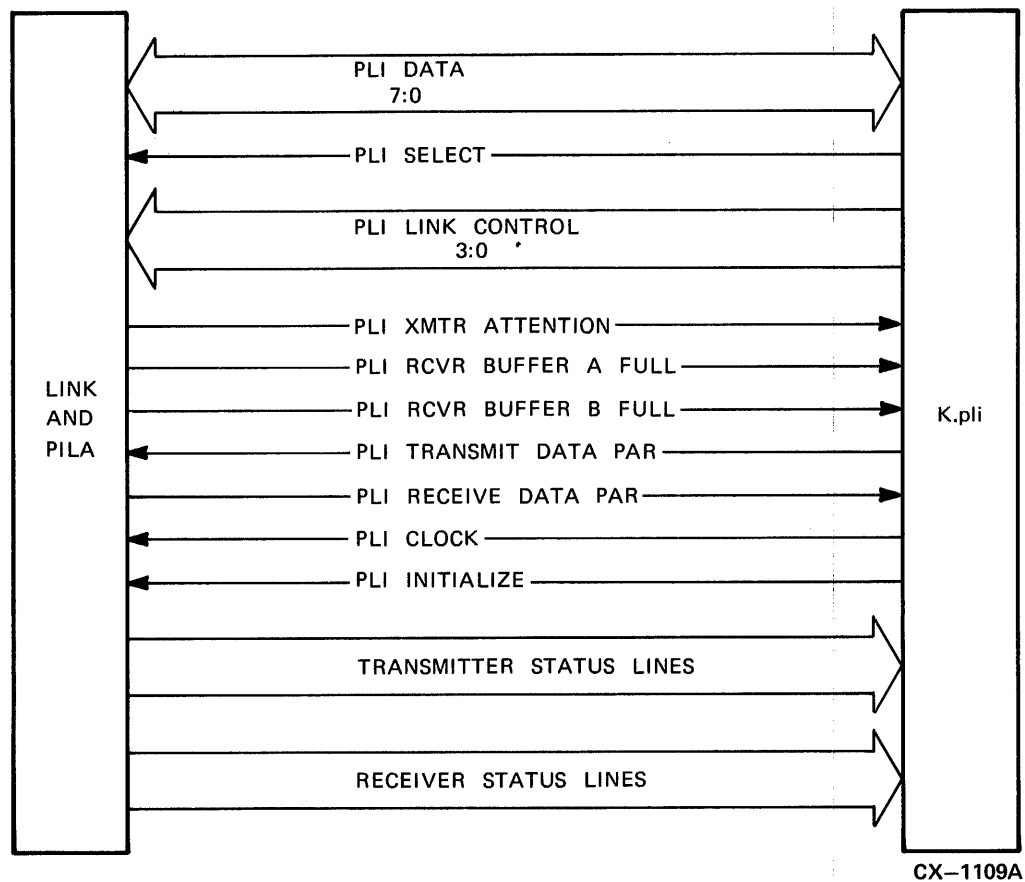 PLI DATA
7:0
PLI SELECT
PLI LINK CONTROL
3:0
PLI XMTR ATTENTION
PLI RCVR BUFFER A FULL
PLI RCVR BUFFER B FULL
LINK
AND
PILA
K.pli
PLI TRANSMIT DATA PAR
PLI RECEIVE DATA PAR
PLI CLOCK
PLI INITIALIZE
TRANSMITTER STATUS LINES
RECEIVER STATUS LINES
CX–1109A